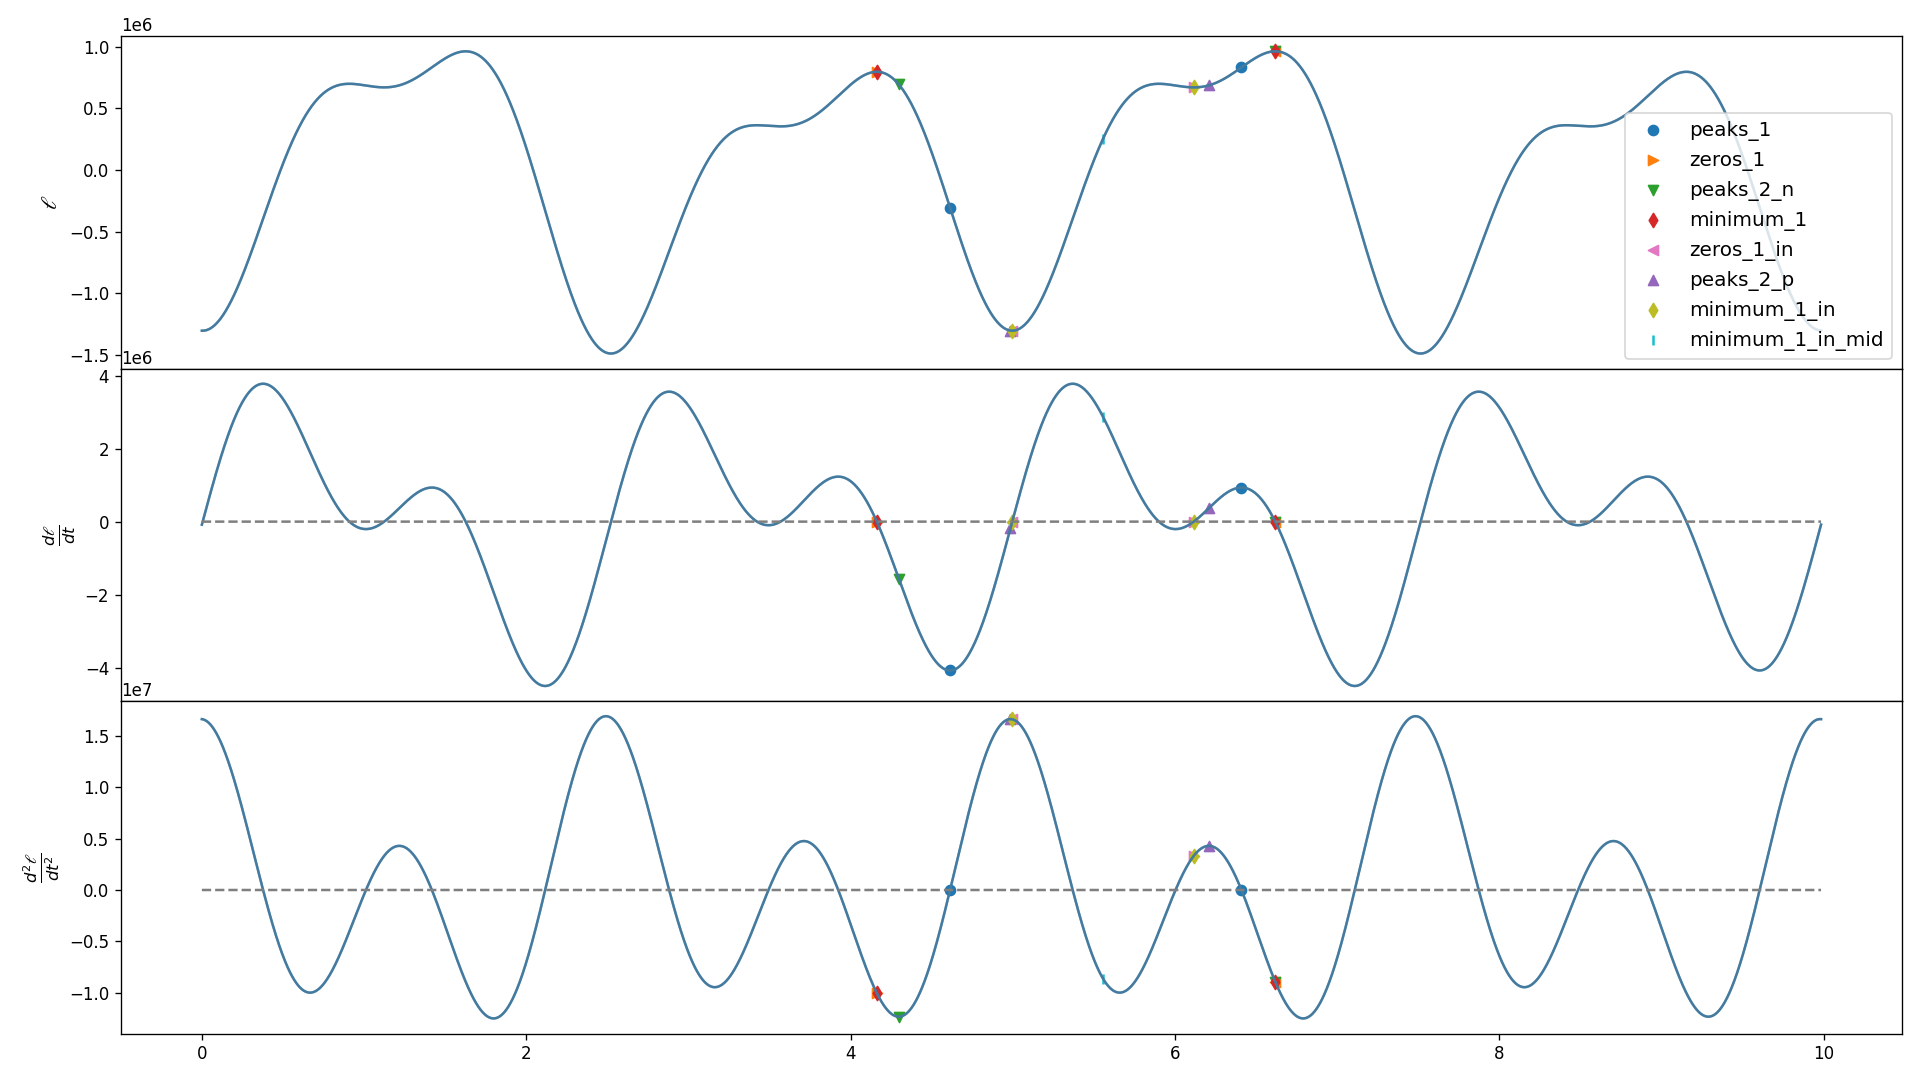 1e6
1.0
0.5
0.0
−0.5
−1.0
−1.5
ℓ
peaks_1
zeros_1
peaks_2_n
minimum_1
zeros_1_in
peaks_2_p
minimum_1_in
minimum_1_in_mid
1e6
4
2
0
−2
−4
dℓ
dt
1e7
1.5
1.0
0.5
0.0
−0.5
−1.0
d²ℓ
dt²
0 2 4 6 8 10